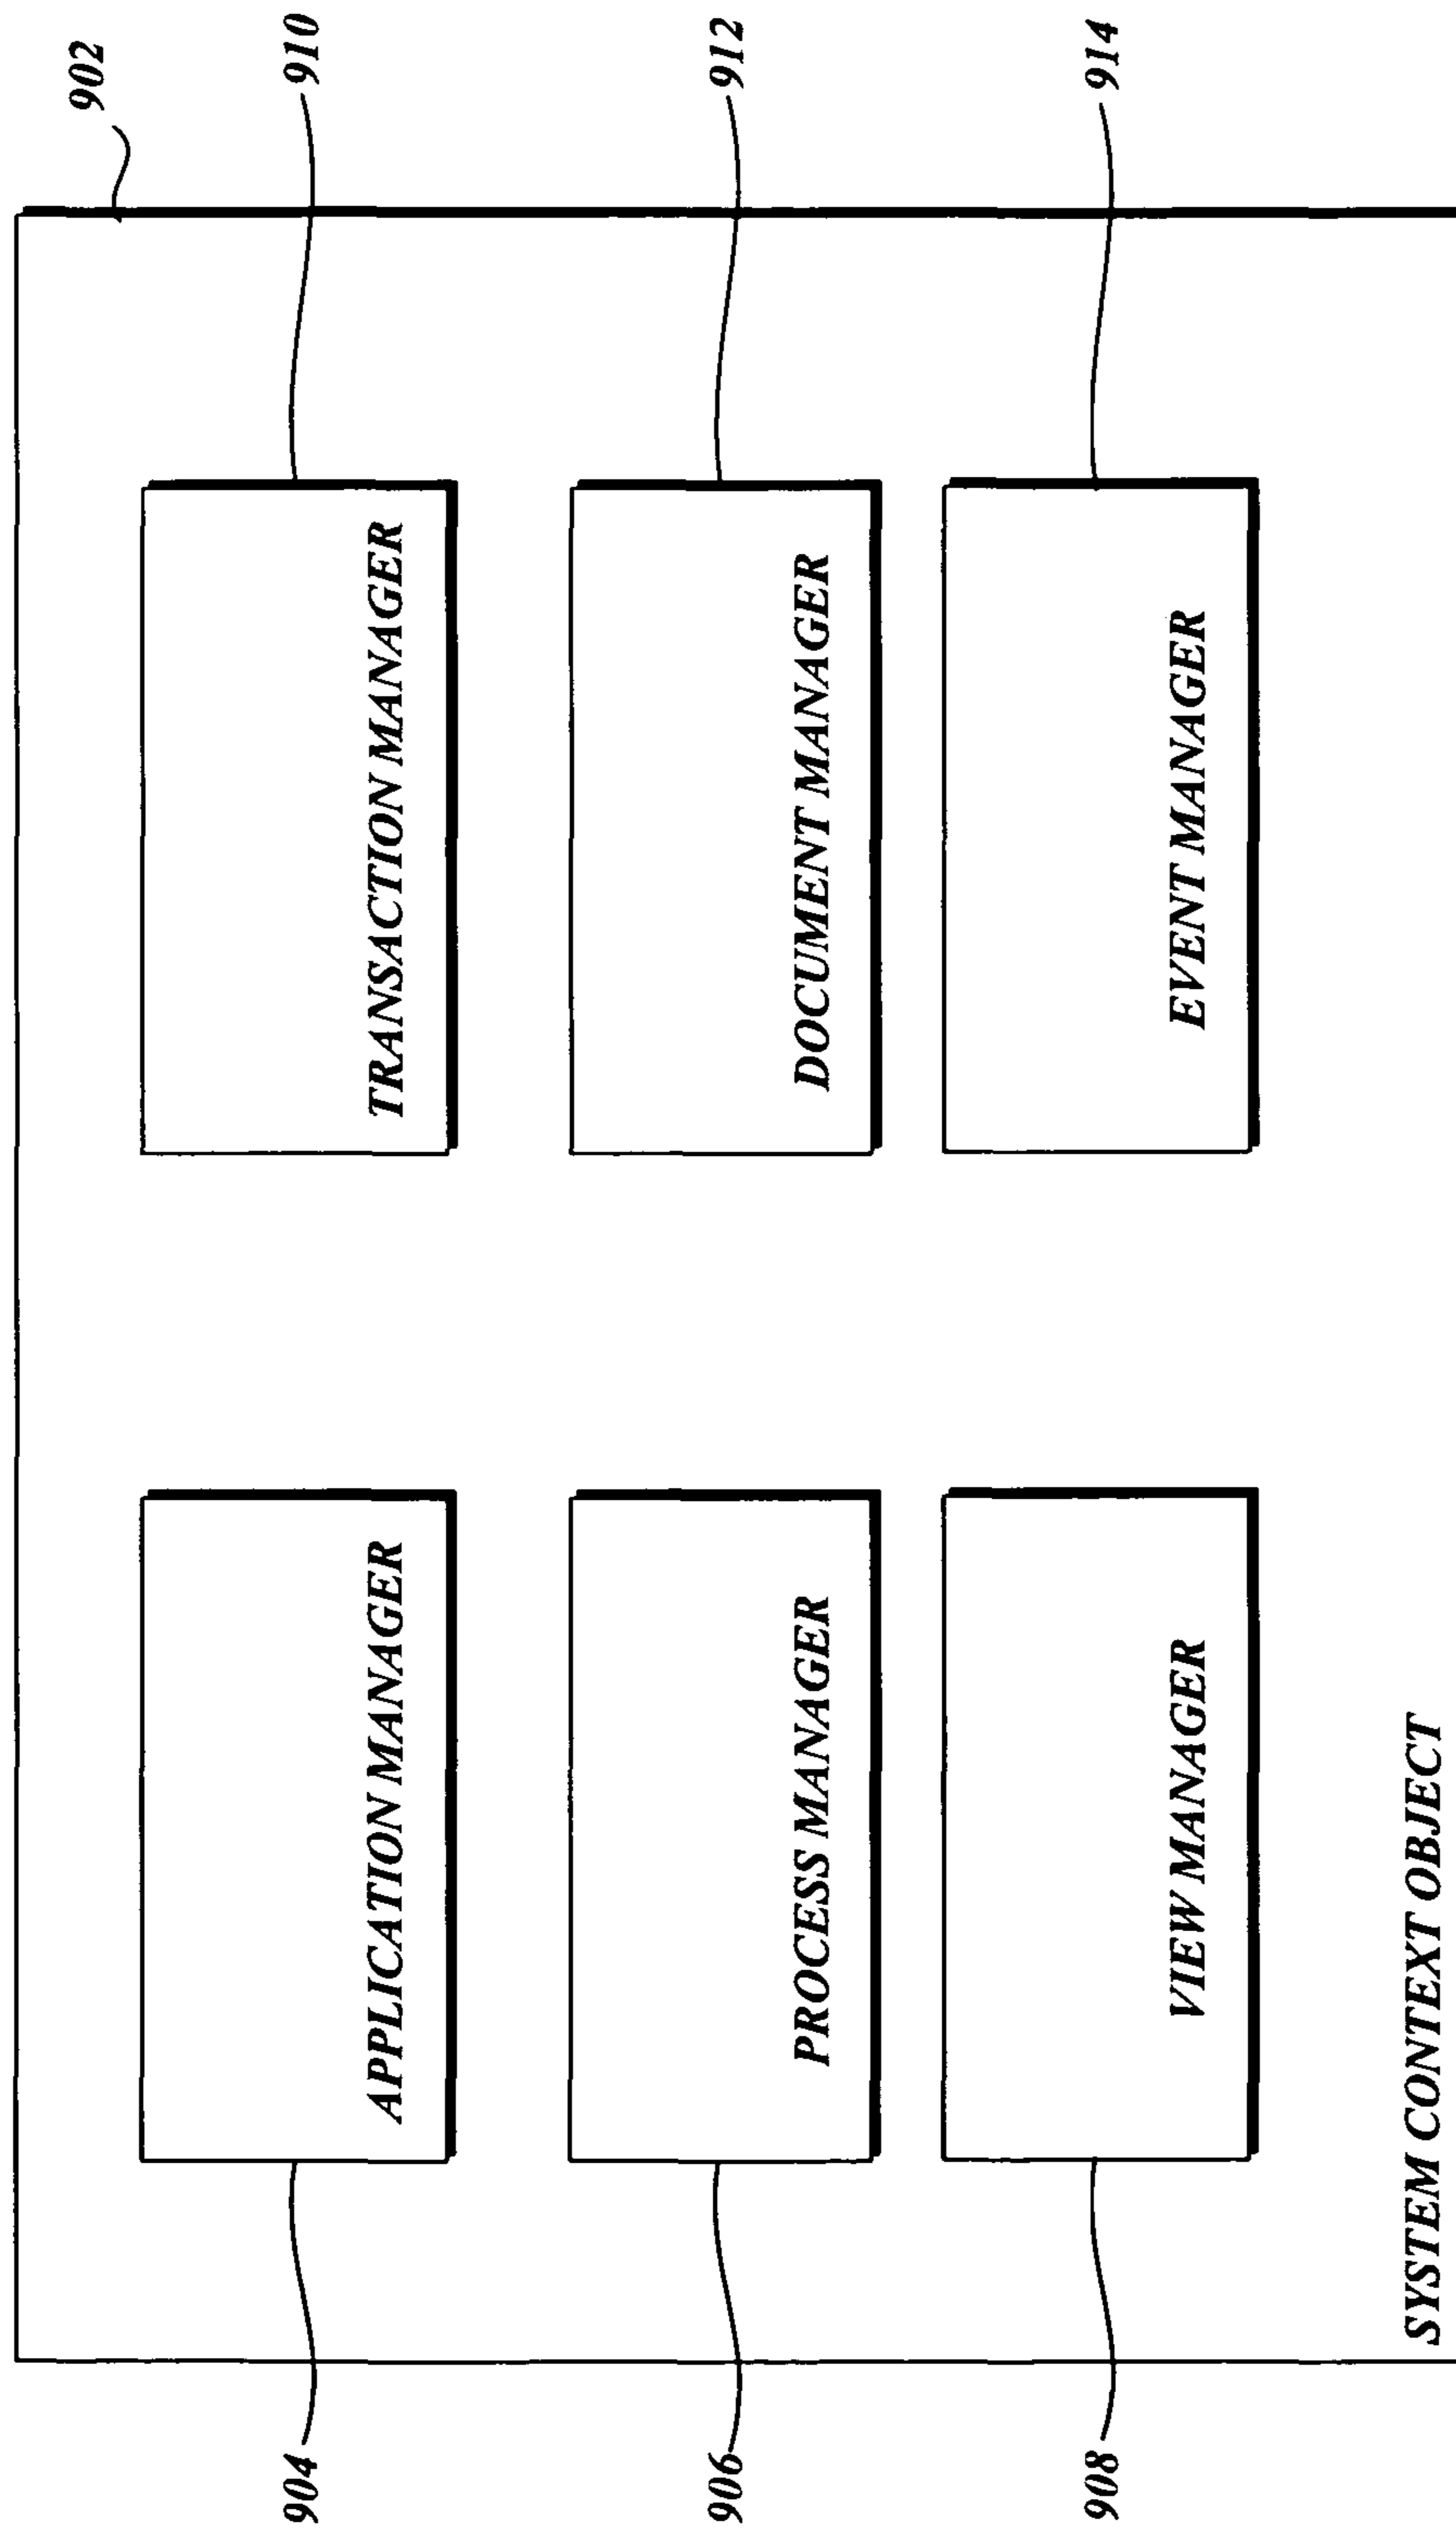 902
904
APPLICATION MANAGER
TRANSACTION MANAGER
910
906
PROCESS MANAGER
DOCUMENT MANAGER
912
908
VIEW MANAGER
EVENT MANAGER
914
SYSTEM CONTEXT OBJECT